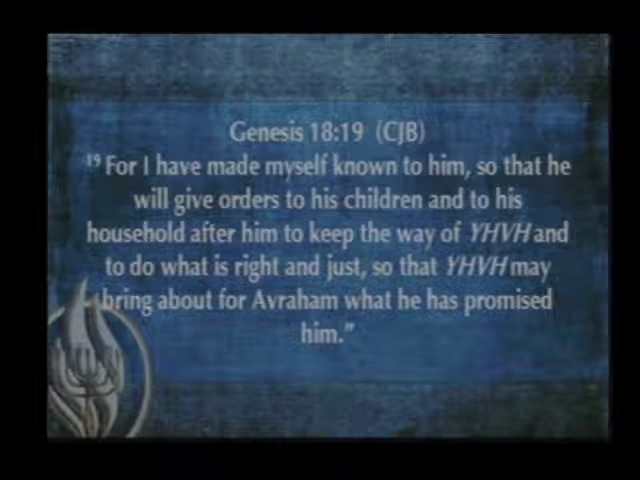 Genesis 18:19 (CJB)
19 For I have made myself known to him, so that he
will give orders to his children and to his
household after him to keep the way of YHVH and
to do what is right and just, so that YHVH may
bring about for Avraham what he has promised
him.”